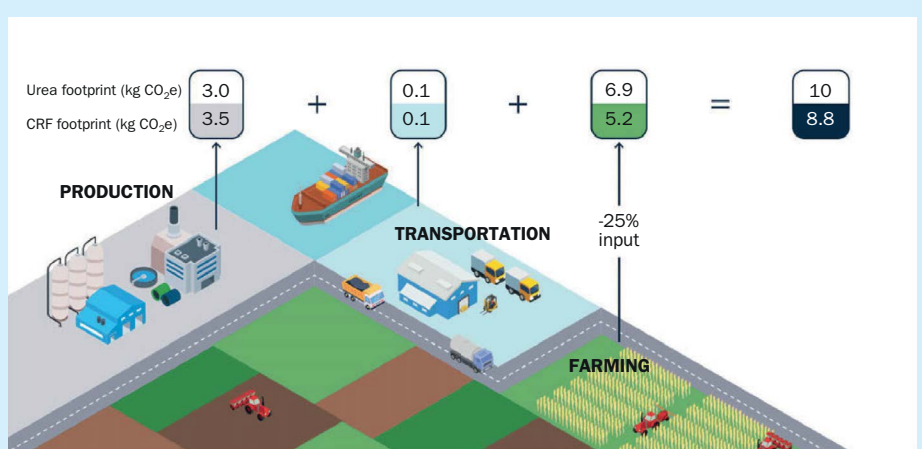 Urea footprint (kg CO₂e) 3.0 + 0.1 + 6.9 = 10
CRF footprint (kg CO₂e) 3.5 0.1 5.2 8.8
PRODUCTION
TRANSPORTATION
-25%
input
FARMING